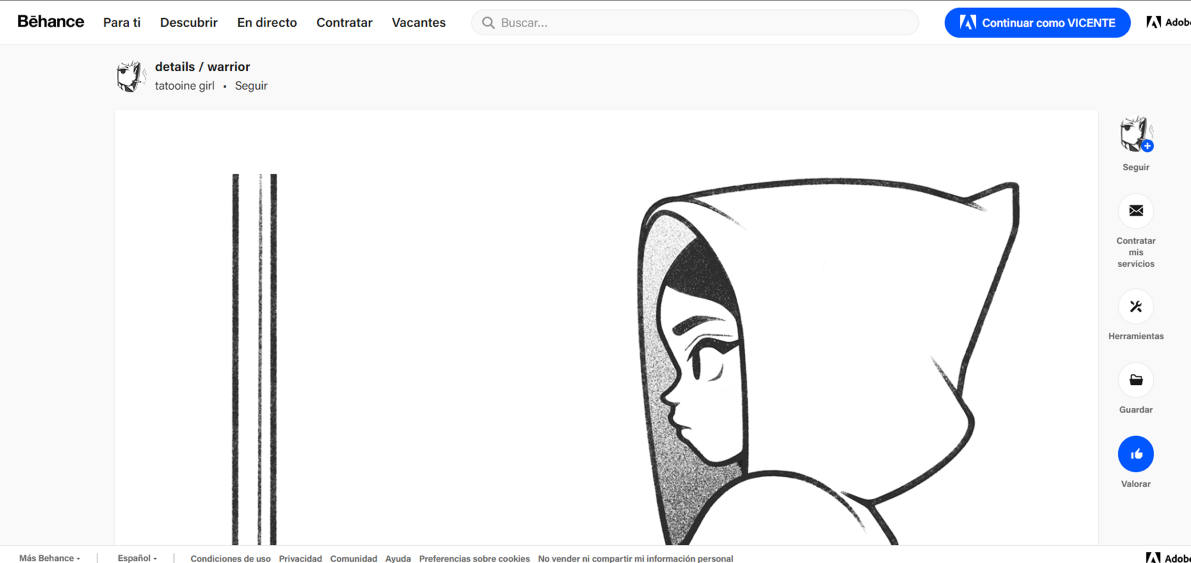 Bēhance Para ti Descubrir En directo Contratar Vacantes Buscar... Continuar como VICENTE
details / warrior
tatooine girl • Seguir
Seguir
Contratar
mis
servicios
Herramientas
Guardar
Valorar
Más Behance Español Condiciones de uso Privacidad Comunidad Ayuda Preferencias sobre cookies No vender ni compartir mi información personal